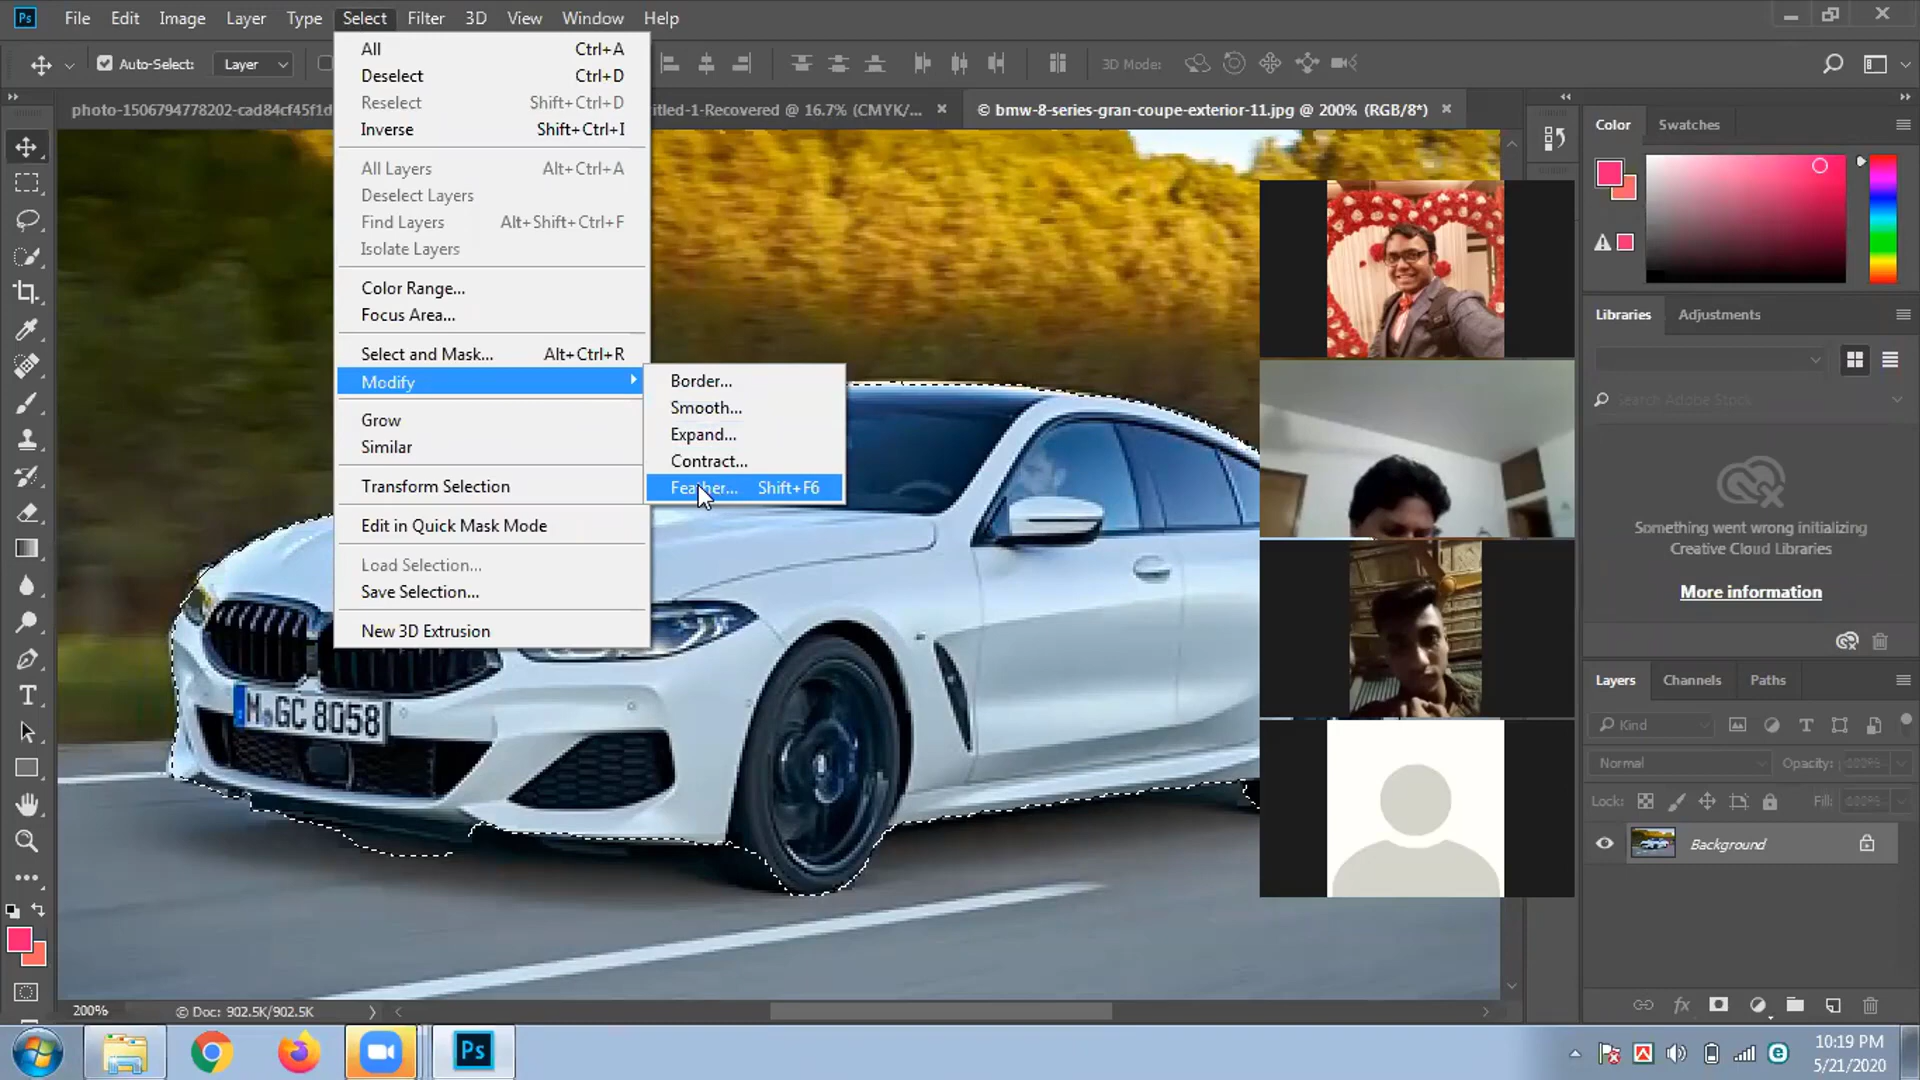 Ps File Edit Image Layer Type Select Filter 3D View Window Help
Auto-Select: Layer 3D Mode:
photo-1506794778202-cad84cf45f1d
tled-1-Recovered @ 16.7% (CMYK/...
© bmw-8-series-gran-coupe-exterior-11.jpg @ 200% (RGB/8*)
All Ctrl+A
Deselect Ctrl+D
Reselect Shift+Ctrl+D
Inverse Shift+Ctrl+I
All Layers Alt+Ctrl+A
Deselect Layers
Find Layers Alt+Shift+Ctrl+F
Isolate Layers
Color Range...
Focus Area...
Select and Mask... Alt+Ctrl+R
Modify
Grow
Similar
Transform Selection
Edit in Quick Mask Mode
Load Selection...
Save Selection...
New 3D Extrusion
Border...
Smooth...
Expand...
Contract...
Feather... Shift+F6
M GC 8058
Color Swatches
Libraries Adjustments
Search Adobe Stock
Something went wrong initializing
Creative Cloud Libraries
More information
Layers Channels Paths
Kind
Normal Opacity: 100%
Lock: Fill: 100%
Background
fx
200% © Doc: 902.5K/902.5K
Ps
10:19 PM
5/21/2020